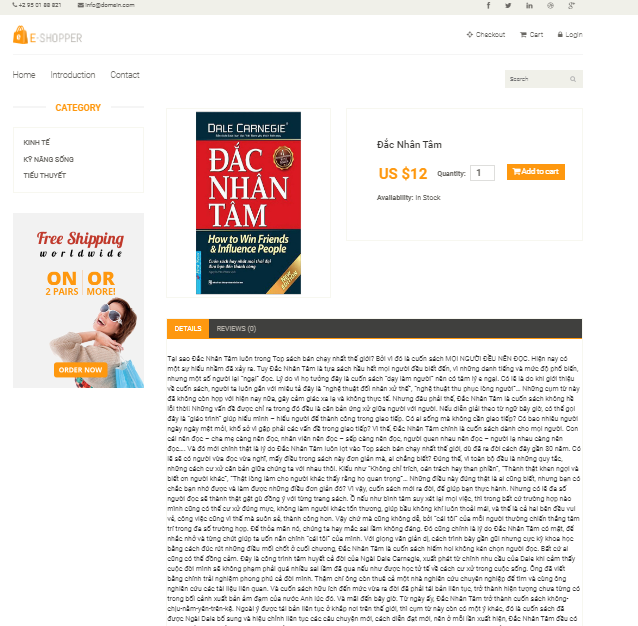 + 42 95 01 88 821
info@domain.com
E-SHOPPER
Checkout
Cart
Login
Home
Introduction
Contact
Search
CATEGORY
KINH TẾ
KỸ NĂNG SỐNG
TIỂU THUYẾT
Free Shipping
worldwide
ON OR
2 PAIRS MORE!
ORDER NOW
DALE CARNEGIE
ĐẮC
NHÂN
TÂM
How to Win Friends
& Influence People
Đắc Nhân Tâm
US $12
Quantity:
1
Add to cart
Availability: In Stock
DETAILS
REVIEWS (0)
Tại sao Đắc Nhân Tâm luôn trong Top sách bán chạy nhất thế giới? Bởi vì đó là cuốn sách MỌI NGƯỜI ĐỀU NÊN ĐỌC. Hiện nay có
một sự hiểu nhầm đã xảy ra. Tuy Đắc Nhân Tâm là tựa sách hầu hết mọi người đều biết đến, vì những danh tiếng và mức độ phổ biến,
nhưng một số người lại "ngại" đọc. Lý do vì họ tưởng đây là cuốn sách "dạy làm người" nên có tâm lý e ngại. Có lẽ là do khi giới thiệu
về cuốn sách, người ta luôn gắn với miêu tả đây là "nghệ thuật đối nhân xử thế", "nghệ thuật thu phục lòng người"... Những cụm từ này
đã không còn hợp với hiện nay nữa, gây cảm giác xa lạ và không thực tế. Nhưng đâu phải thế, Đắc Nhân Tâm là cuốn sách không hề
lỗi thời! Những vấn đề được chỉ ra trong đó đều là căn bản ứng xử giữa người với người. Nếu diễn giải theo từ ngữ bây giờ, có thể gọi
đây là "giáo trình" giúp hiểu mình – hiểu người để thành công trong giao tiếp. Có ai sống mà không cần giao tiếp? Có bao nhiêu người
ngày ngày mệt mỏi, khổ sở vì gặp phải các vấn đề trong giao tiếp? Vì thế, Đắc Nhân Tâm chính là cuốn sách dành cho mọi người. Con
cái nên đọc – cha mẹ càng nên đọc, nhân viên nên đọc – sếp càng nên đọc, người quen nhau nên đọc – người lạ nhau càng nên
đọc.... Và đó mới chính thật là lý do Đắc Nhân Tâm luôn lọt vào Top sách bán chạy nhất thế giới, dù đã ra đời cách đây gần 80 năm. Có
lẽ sẽ có người vừa đọc vừa nghĩ, mấy điều trong sách này đơn giản mà, ai chẳng biết? Đúng thế, vì toàn bộ đều là những quy tắc,
những cách cư xử căn bản giữa chúng ta với nhau thôi. Kiểu như "Không chỉ trích, oán trách hay than phiền", "Thành thật khen ngợi và
biết ơn người khác", "Thật lòng làm cho người khác thấy rằng họ quan trọng"... Những điều này đúng thật là ai cũng biết, nhưng bạn có
chắc bạn nhớ được và làm được những điều đơn giản đó? Vì vậy, cuốn sách mới ra đời, để giúp bạn thực hành. Nhưng có lẽ đa số
người đọc sẽ thành thật gật gù đồng ý với từng trang sách. Ồ nếu như bình tâm suy xét lại mọi việc, thì trong bất cứ trường hợp nào
mình cũng có thể cư xử đúng mực, không làm người khác tổn thương, giúp bầu không khí luôn thoải mái, và thế là cả hai bên đều vui
vẻ, công việc cũng vì thế mà suôn sẻ, thành công hơn. Vậy chứ mà cũng không dễ, bởi "cái tôi" của mỗi người thường chiến thắng tâm
trí trong đa số trường hợp. Để thỏa mãn nó, chúng ta hay mắc sai lầm không đáng. Đó cũng chính là lý do Đắc Nhân Tâm có mặt, để
nhắc nhở và từng chút giúp ta uốn nắn chính "cái tôi" của mình. Với giọng văn giản dị, cách trình bày gần gũi nhưng cực kỳ khoa học
bằng cách đúc rút những điều mối chốt ở cuối chương, Đắc Nhân Tâm là cuốn sách hiếm hoi không kén chọn người đọc. Bất cứ ai
cũng có thể đồng cảm. Đây là công trình tâm huyết cả đời của Ngài Dale Carnegie, xuất phát từ chính nhu cầu của Dale khi cảm thấy
cuộc đời mình sẽ không phạm phải quá nhiều sai lầm đã qua nếu như được học tử tế về cách cư xử trong cuộc sống. Ông đã viết
bằng chính trải nghiệm phong phú cả đời mình. Thậm chí ông còn thuê cả một nhà nghiên cứu chuyên nghiệp để tìm và cùng ông
nghiên cứu các tài liệu liên quan. Và cuốn sách hữu ích đến mức vừa ra đời đã phải tái bản liên tục, trở thành hiện tượng chưa từng có
trong bối cảnh xuất bản ảm đạm của nước Anh lúc đó. Và mãi đến bây giờ. Từ ngày ấy, Đắc Nhân Tâm trở thành cuốn sách không-
chịu-nằm-yên-trên-kệ. Ngoài ý được tái bản liên tục ở khắp nơi trên thế giới, thì cụm từ này còn có một ý khác, đó là cuốn sách đã
được Ngài Dale bổ sung và hiệu chỉnh liên tục các câu chuyện mới, cách diễn đạt mới, nên ở mỗi lần xuất hiện, Đắc Nhân Tâm đều có